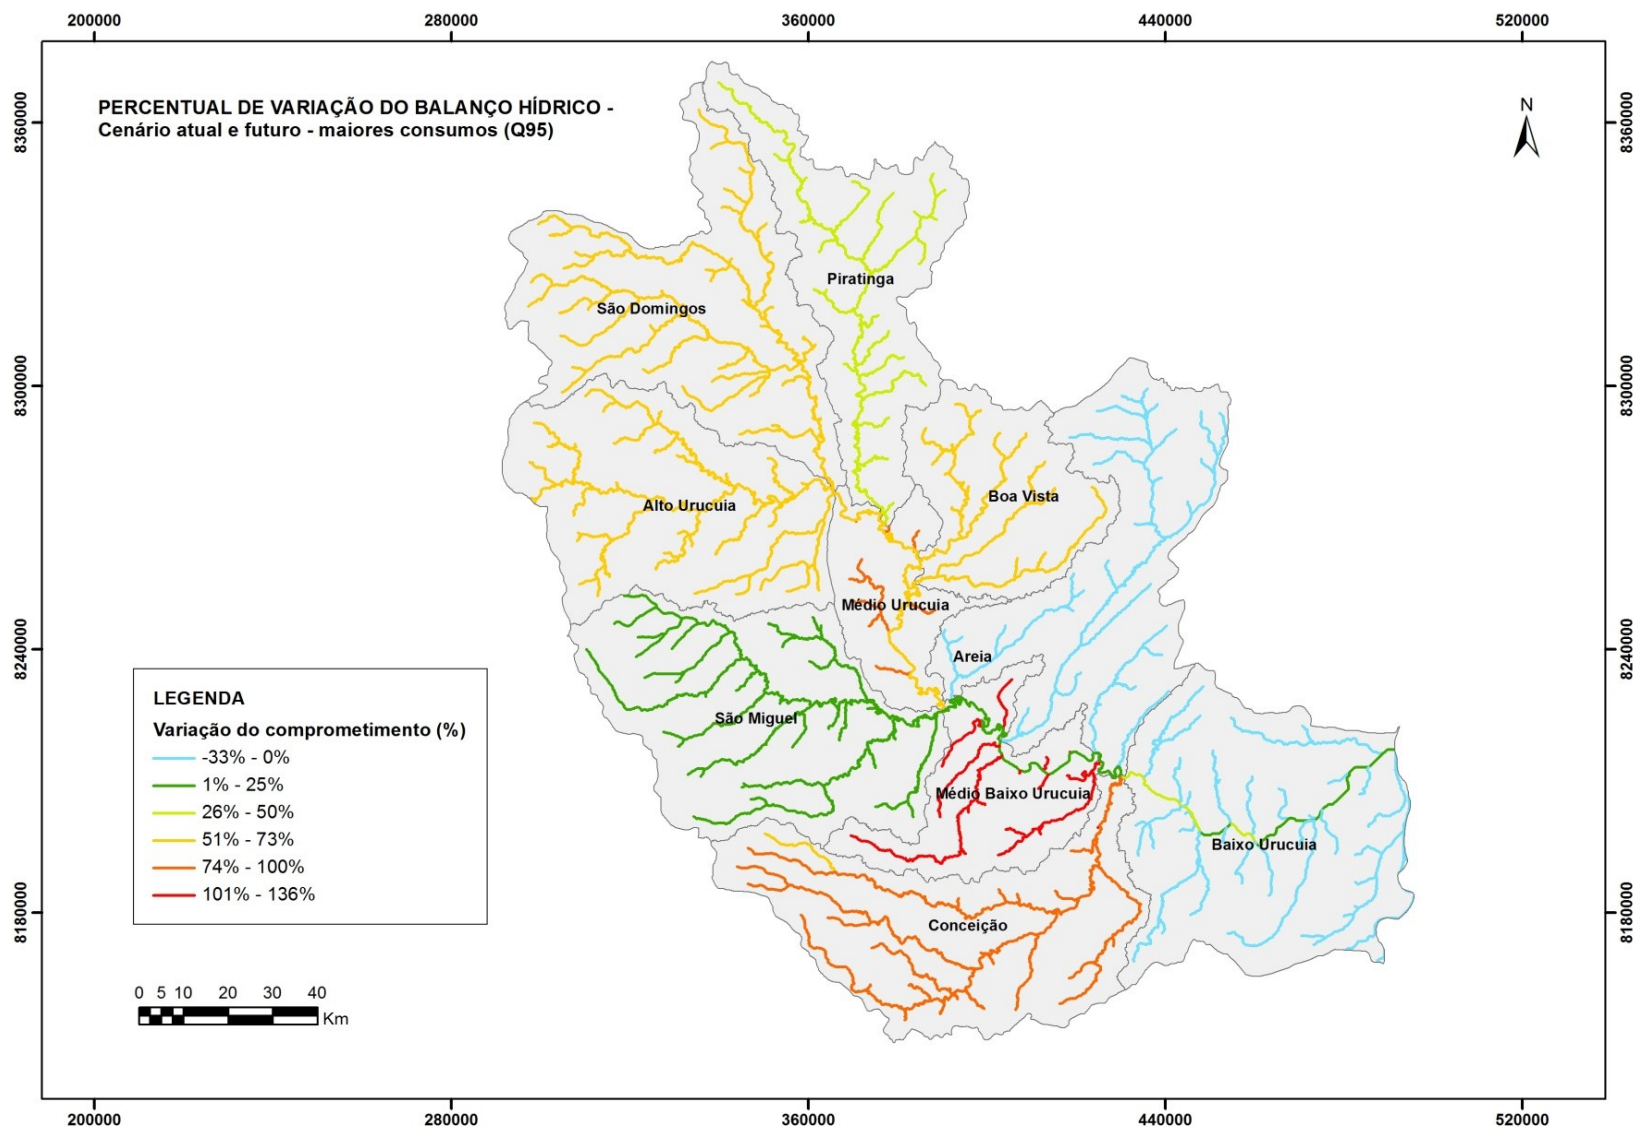 200000 280000 360000 440000 520000
PERCENTUAL DE VARIAÇÃO DO BALANÇO HÍDRICO -
Cenário atual e futuro - maiores consumos (Q95)
N
8360000 8360000
Piratinga
São Domingos
8300000 8300000
Boa Vista
Alto Urucuia
Médio Urucuia
8240000 8240000
Areia
São Miguel
Médio Baixo Urucuia
Baixo Urucuia
8180000 8180000
Conceição
LEGENDA
Variação do comprometimento (%)
-33% - 0%
1% - 25%
26% - 50%
51% - 73%
74% - 100%
101% - 136%
0 5 10 20 30 40
Km
200000 280000 360000 440000 520000